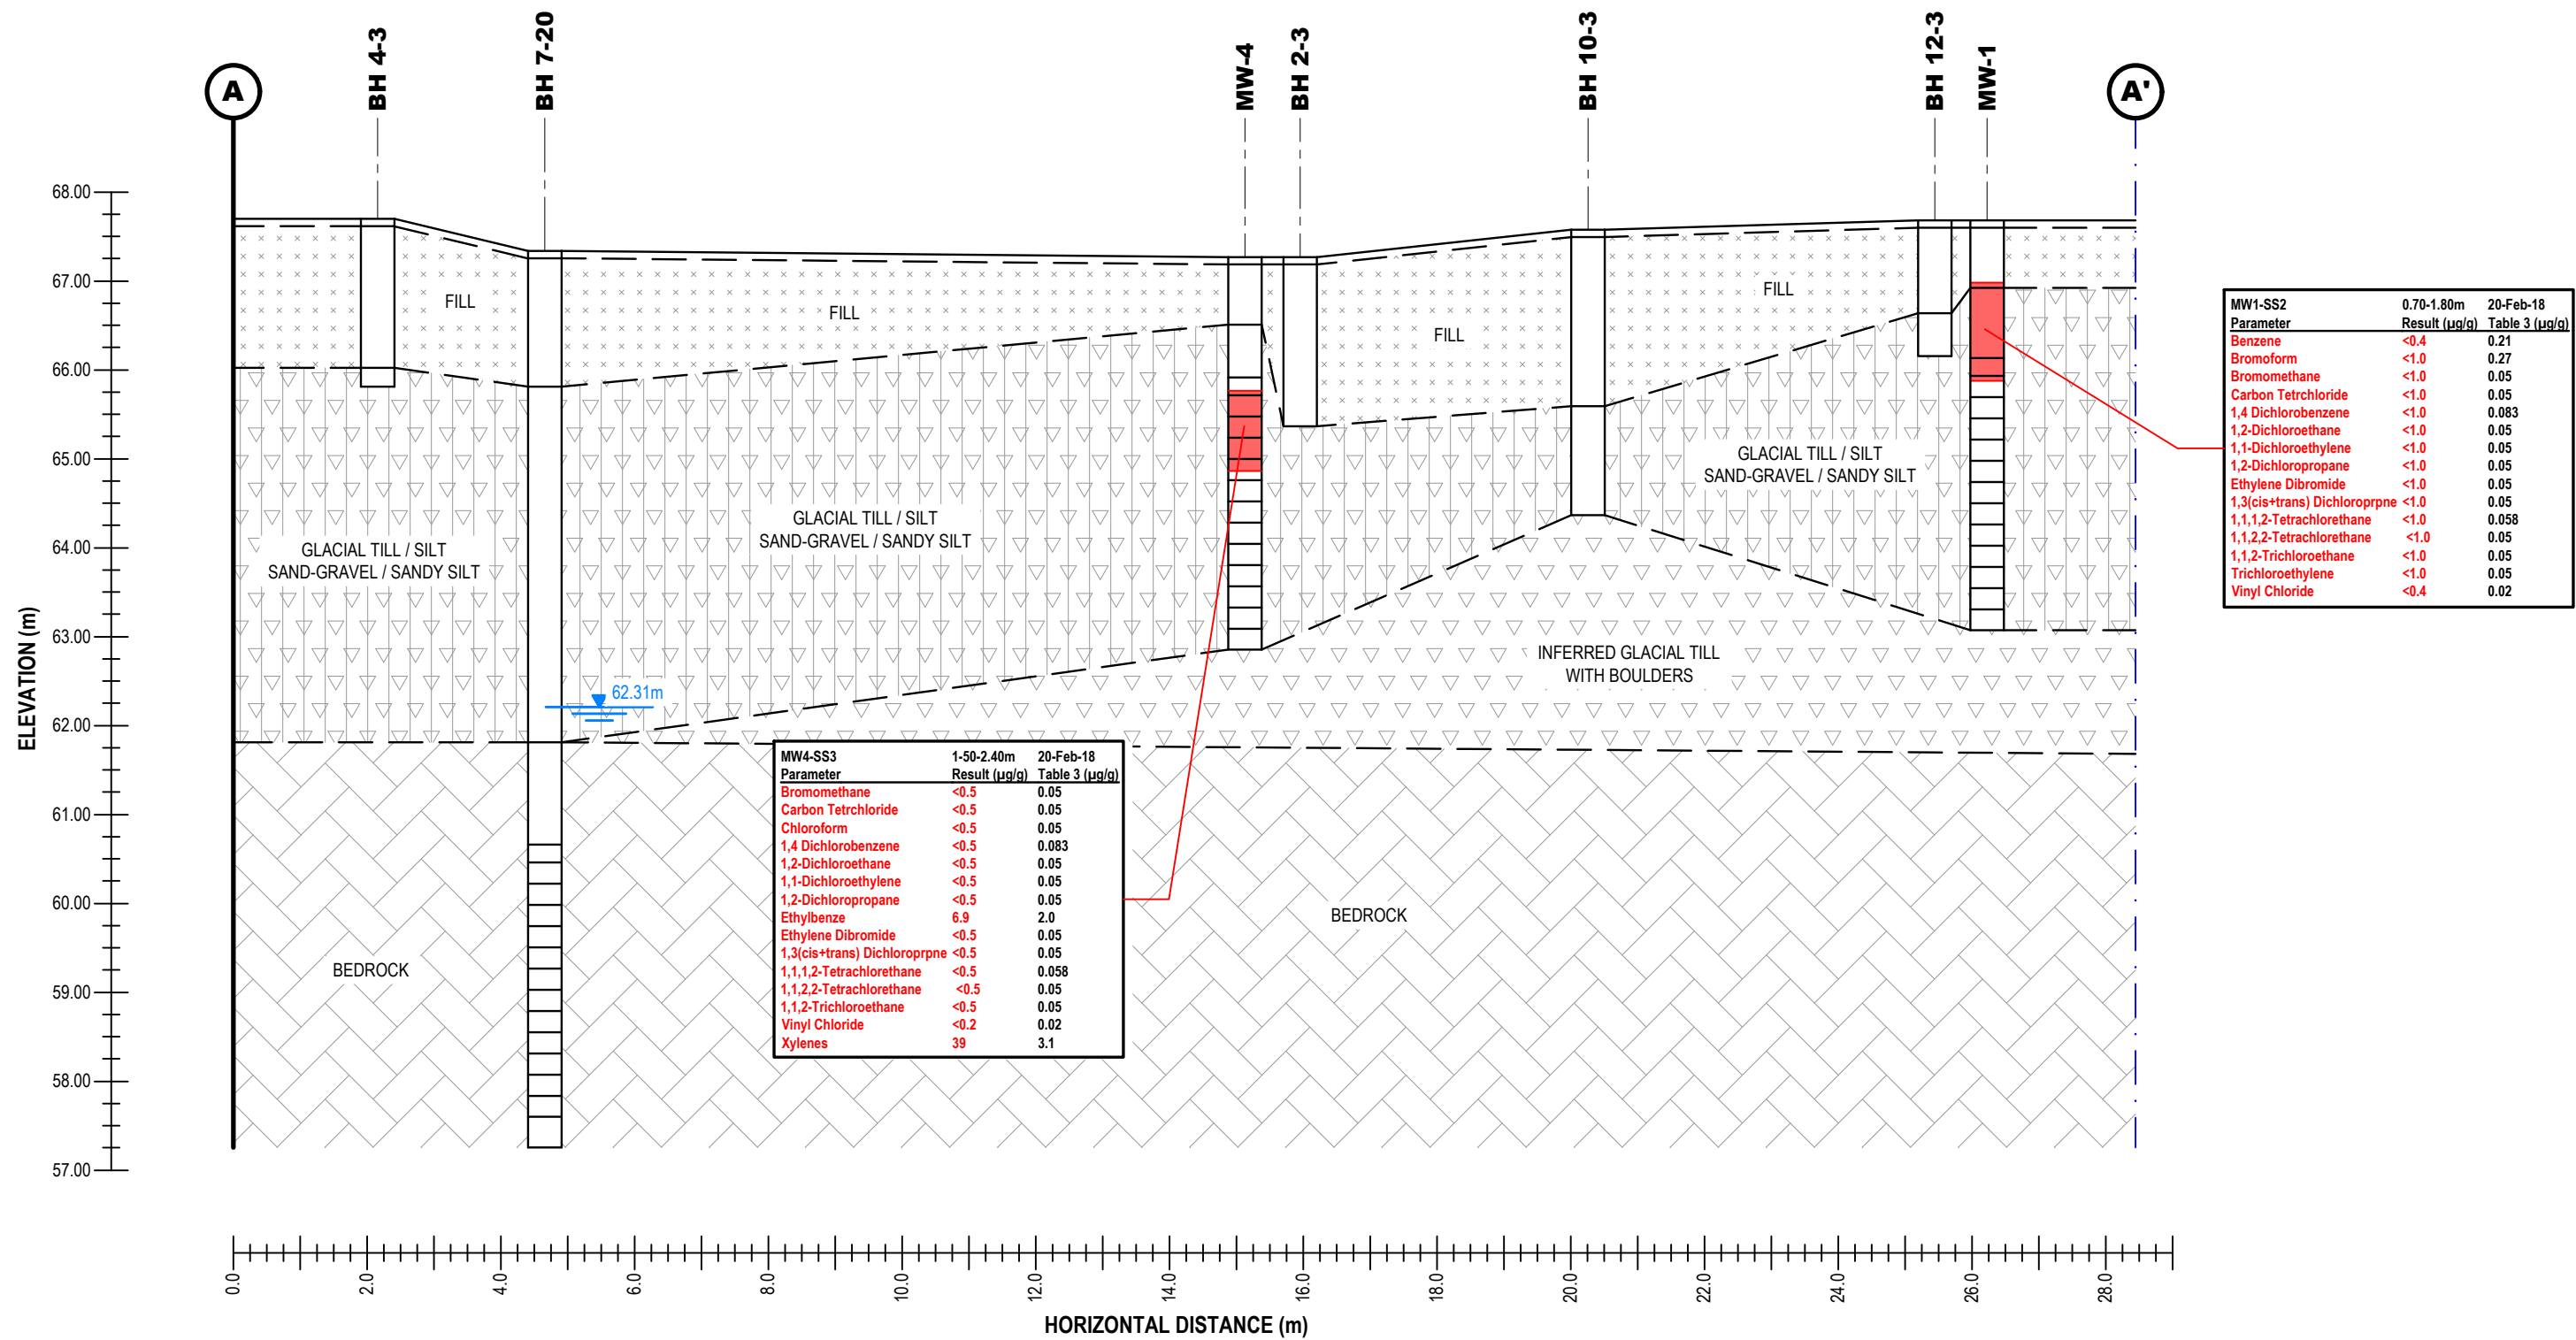 A
BH 4-3
BH 7-20
MW-4
BH 2-3
BH 10-3
BH 12-3
MW-1
A'
ELEVATION (m)
68.00
67.00
66.00
65.00
64.00
63.00
62.00
61.00
60.00
59.00
58.00
57.00
FILL
FILL
FILL
FILL
GLACIAL TILL / SILT
SAND-GRAVEL / SANDY SILT
GLACIAL TILL / SILT
SAND-GRAVEL / SANDY SILT
GLACIAL TILL / SILT
SAND-GRAVEL / SANDY SILT
INFERRED GLACIAL TILL
WITH BOULDERS
62.31m
BEDROCK
BEDROCK
MW4-SS3 1-50-2.40m 20-Feb-18
Parameter Result (µg/g) Table 3 (µg/g)
Bromomethane <0.5 0.05
Carbon Tetrchloride <0.5 0.05
Chloroform <0.5 0.05
1,4 Dichlorobenzene <0.5 0.083
1,2-Dichloroethane <0.5 0.05
1,1-Dichloroethylene <0.5 0.05
1,2-Dichloropropane <0.5 0.05
Ethylbenze 6.9 2.0
Ethylene Dibromide <0.5 0.05
1,3(cis+trans) Dichloroprpne <0.5 0.05
1,1,1,2-Tetrachlorethane <0.5 0.058
1,1,2,2-Tetrachlorethane <0.5 0.05
1,1,2-Trichloroethane <0.5 0.05
Vinyl Chloride <0.2 0.02
Xylenes 39 3.1
MW1-SS2 0.70-1.80m 20-Feb-18
Parameter Result (µg/g) Table 3 (µg/g)
Benzene <0.4 0.21
Bromoform <1.0 0.27
Bromomethane <1.0 0.05
Carbon Tetrchloride <1.0 0.05
1,4 Dichlorobenzene <1.0 0.083
1,2-Dichloroethane <1.0 0.05
1,1-Dichloroethylene <1.0 0.05
1,2-Dichloropropane <1.0 0.05
Ethylene Dibromide <1.0 0.05
1,3(cis+trans) Dichloroprpne <1.0 0.05
1,1,1,2-Tetrachlorethane <1.0 0.058
1,1,2,2-Tetrachlorethane <1.0 0.05
1,1,2-Trichloroethane <1.0 0.05
Trichloroethylene <1.0 0.05
Vinyl Chloride <0.4 0.02
0.0 2.0 4.0 6.0 8.0 10.0 12.0 14.0 16.0 18.0 20.0 22.0 24.0 26.0 28.0
HORIZONTAL DISTANCE (m)